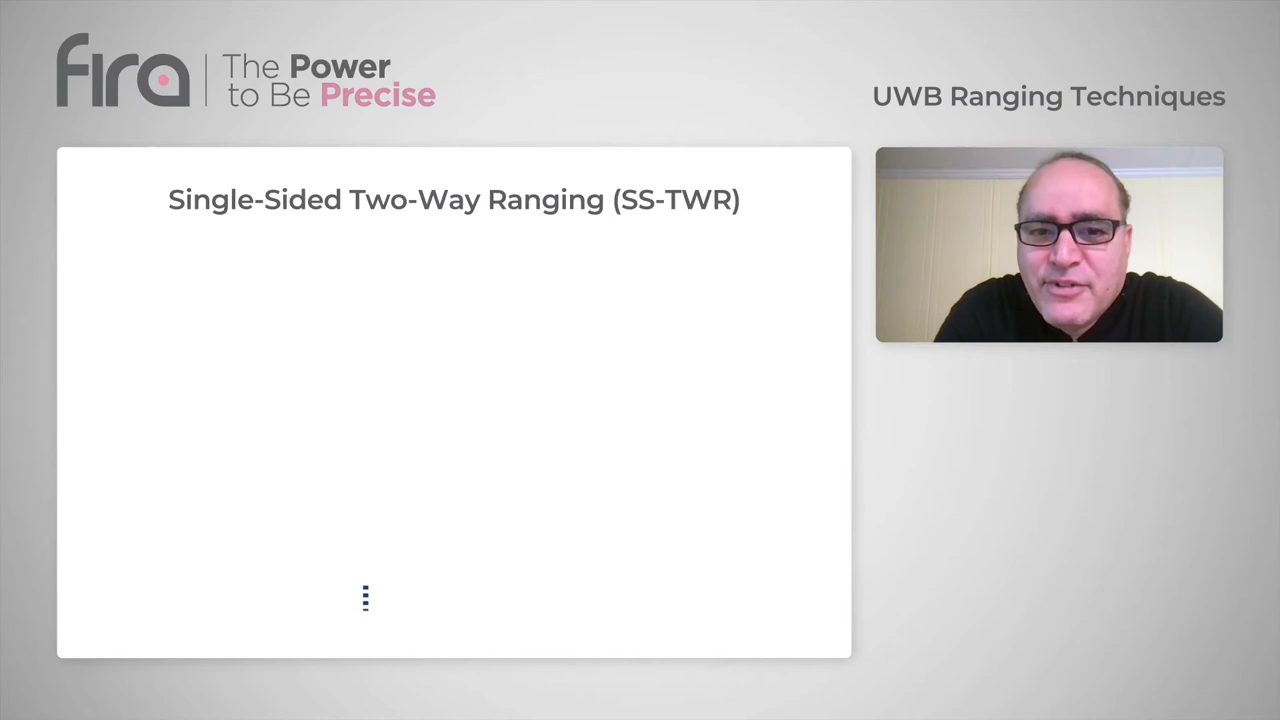 fira
The Power
to Be Precise
UWB Ranging Techniques
Single-Sided Two-Way Ranging (SS-TWR)